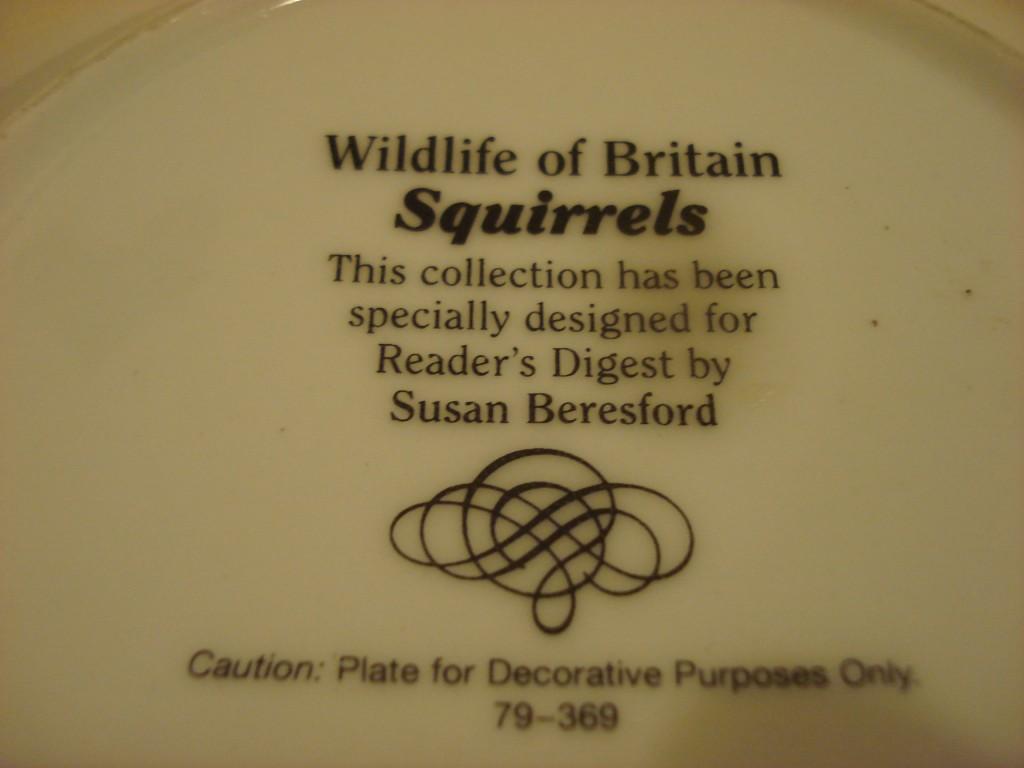 Wildlife of Britain
Squirrels
This collection has been
specially designed for
Reader's Digest by
Susan Beresford
Caution: Plate for Decorative Purposes Only.
79-369